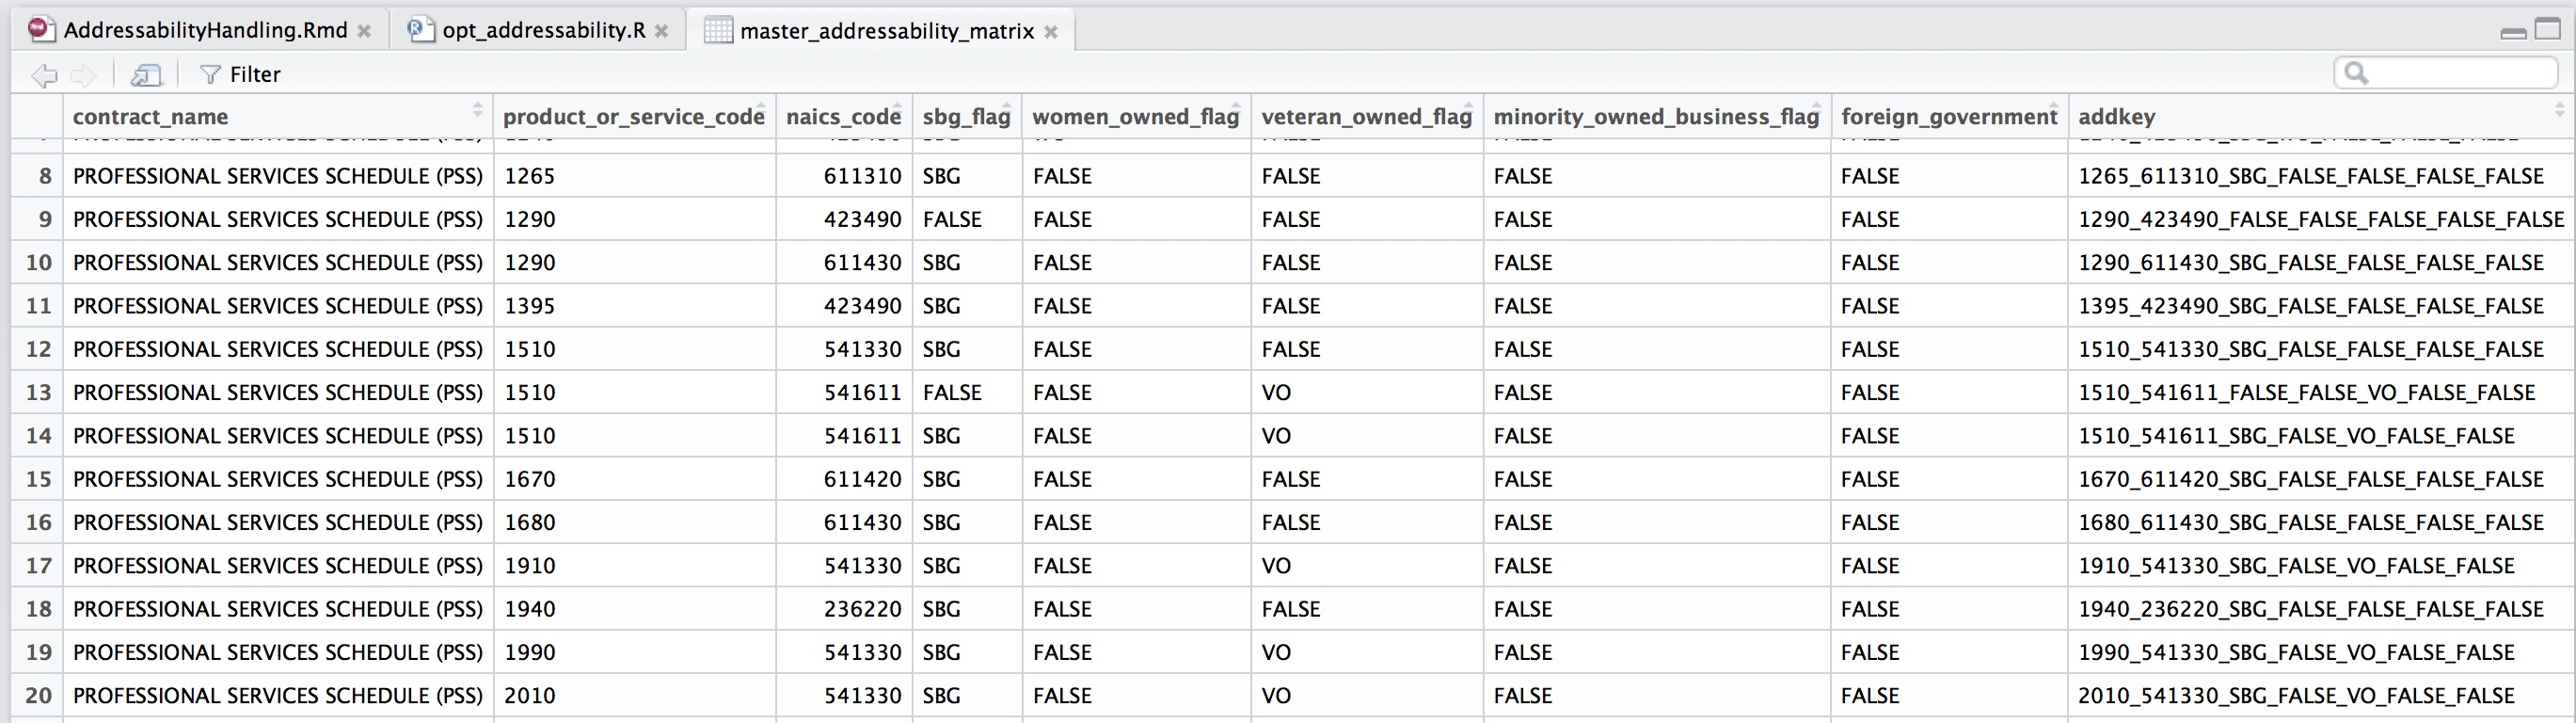 AddressabilityHandling.Rmd opt_addressability.R master_addressability_matrix
Filter
contract_name product_or_service_code naics_code sbg_flag women_owned_flag veteran_owned_flag minority_owned_business_flag foreign_government addkey
8 PROFESSIONAL SERVICES SCHEDULE (PSS) 1265 611310 SBG FALSE FALSE FALSE FALSE 1265_611310_SBG_FALSE_FALSE_FALSE_FALSE
9 PROFESSIONAL SERVICES SCHEDULE (PSS) 1290 423490 FALSE FALSE FALSE FALSE FALSE 1290_423490_FALSE_FALSE_FALSE_FALSE_FALSE
10 PROFESSIONAL SERVICES SCHEDULE (PSS) 1290 611430 SBG FALSE FALSE FALSE FALSE 1290_611430_SBG_FALSE_FALSE_FALSE_FALSE
11 PROFESSIONAL SERVICES SCHEDULE (PSS) 1395 423490 SBG FALSE FALSE FALSE FALSE 1395_423490_SBG_FALSE_FALSE_FALSE_FALSE
12 PROFESSIONAL SERVICES SCHEDULE (PSS) 1510 541330 SBG FALSE FALSE FALSE FALSE 1510_541330_SBG_FALSE_FALSE_FALSE_FALSE
13 PROFESSIONAL SERVICES SCHEDULE (PSS) 1510 541611 FALSE FALSE VO FALSE FALSE 1510_541611_FALSE_FALSE_VO_FALSE_FALSE
14 PROFESSIONAL SERVICES SCHEDULE (PSS) 1510 541611 SBG FALSE VO FALSE FALSE 1510_541611_SBG_FALSE_VO_FALSE_FALSE
15 PROFESSIONAL SERVICES SCHEDULE (PSS) 1670 611420 SBG FALSE FALSE FALSE FALSE 1670_611420_SBG_FALSE_FALSE_FALSE_FALSE
16 PROFESSIONAL SERVICES SCHEDULE (PSS) 1680 611430 SBG FALSE FALSE FALSE FALSE 1680_611430_SBG_FALSE_FALSE_FALSE_FALSE
17 PROFESSIONAL SERVICES SCHEDULE (PSS) 1910 541330 SBG FALSE VO FALSE FALSE 1910_541330_SBG_FALSE_VO_FALSE_FALSE
18 PROFESSIONAL SERVICES SCHEDULE (PSS) 1940 236220 SBG FALSE FALSE FALSE FALSE 1940_236220_SBG_FALSE_FALSE_FALSE_FALSE
19 PROFESSIONAL SERVICES SCHEDULE (PSS) 1990 541330 SBG FALSE VO FALSE FALSE 1990_541330_SBG_FALSE_VO_FALSE_FALSE
20 PROFESSIONAL SERVICES SCHEDULE (PSS) 2010 541330 SBG FALSE VO FALSE FALSE 2010_541330_SBG_FALSE_VO_FALSE_FALSE